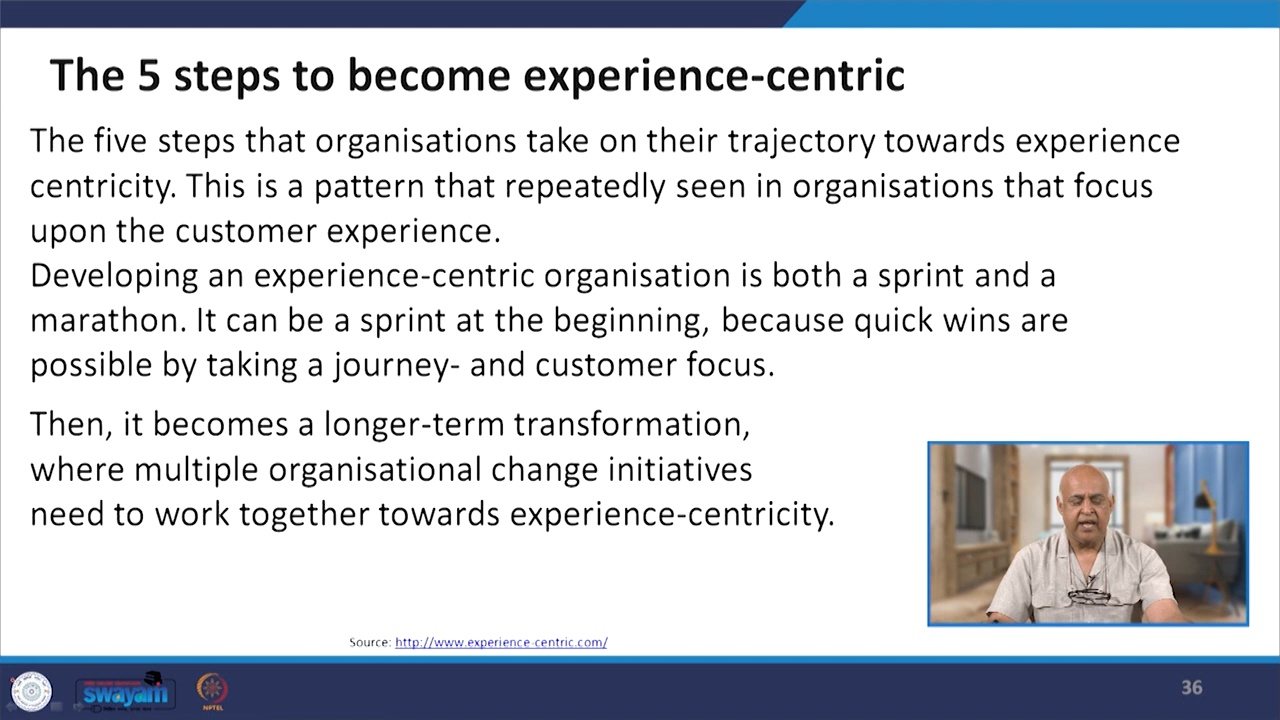 The 5 steps to become experience-centric
The five steps that organisations take on their trajectory towards experience
centricity. This is a pattern that repeatedly seen in organisations that focus
upon the customer experience.
Developing an experience-centric organisation is both a sprint and a
marathon. It can be a sprint at the beginning, because quick wins are
possible by taking a journey- and customer focus.
Then, it becomes a longer-term transformation,
where multiple organisational change initiatives
need to work together towards experience-centricity.
Source: http://www.experience-centric.com/
swayam
NPTEL
36